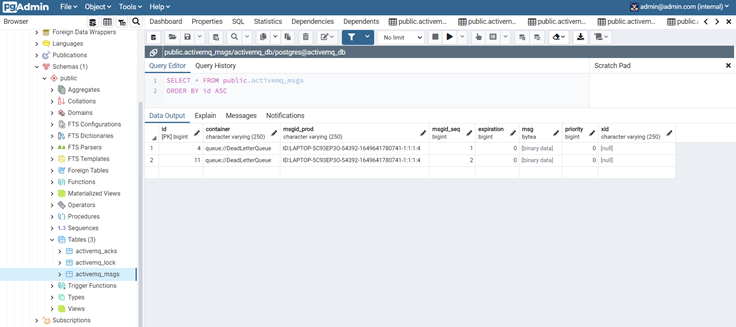 pgAdmin File Object Tools Help admin@admin.com (internal)
Browser Dashboard Properties SQL Statistics Dependencies Dependents public.activem... public.activem... public.activem... public.a
Foreign Data Wrappers
Languages
Publications
Schemas (1)
public
Aggregates
Collations
Domains
FTS Configurations
FTS Dictionaries
FTS Parsers
FTS Templates
Foreign Tables
Functions
Materialized Views
Operators
Procedures
Sequences
Tables (3)
activemq_acks
activemq_lock
activemq_msgs
Trigger Functions
Types
Views
Subscriptions
No limit
public.activemq_msgs/activemq_db/postgres@activemq_db
Query Editor Query History Scratch Pad
1 SELECT * FROM public.activemq_msgs
2 ORDER BY id ASC
Data Output Explain Messages Notifications
id container msgid_prod msgid_seq expiration msg priority xid
[PK] bigint character varying (250) character varying (250) bigint bigint bytea bigint character varying (250)
1 4 queue://DeadLetterQueue ID:LAPTOP-5C93EP3O-54392-1649641780741-1:1:1:4 1 0 [binary data] 0 [null]
2 11 queue://DeadLetterQueue ID:LAPTOP-5C93EP3O-54392-1649641780741-1:1:1:4 2 0 [binary data] 0 [null]